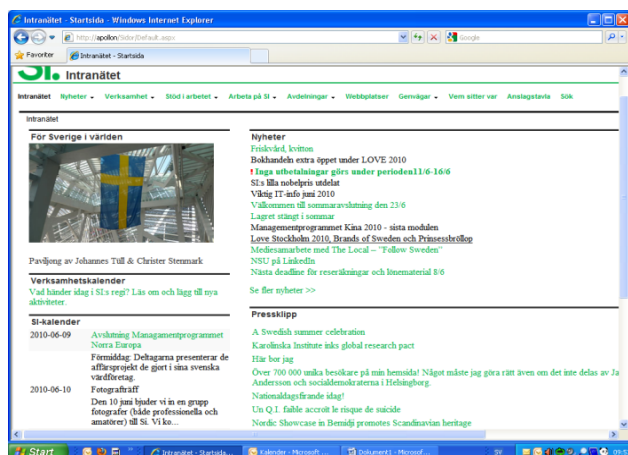 Intranätet - Startsida - Windows Internet Explorer
http://apollon/Sidor/Default.aspx
Google
Favoriter
Intranätet - Startsida
SI. Intranätet
Intranätet Nyheter Verksamhet Stöd i arbetet Arbeta på SI Avdelningar Webbplatser Genvägar Vem sitter var Anslagstavla Sök
Intranätet
För Sverige i världen
Paviljong av Johannes Tüll & Christer Stenmark
Verksamhetskalender
Vad händer idag i SI:s regi? Läs om och lägg till nya
aktiviteter.
SI-kalender
2010-06-09 Avslutning Managamentprogrammet
Norra Europa
Förmiddag: Deltagarna presenterar de
affärsprojekt de gjort i sina svenska
värdföretag.
2010-06-10 Fotografträff
Den 10 juni bjuder vi in en grupp
fotografer (både professionella och
amatörer) till Si. Vi ko...
Nyheter
Friskvård, kvitton
Bokhandeln extra öppet under LOVE 2010
! Inga utbetalningar görs under perioden11/6-16/6
SI:s lilla nobelpris utdelat
Viktig IT-info juni 2010
Välkommen till sommaravslutning den 23/6
Lagret stängt i sommar
Managementprogrammet Kina 2010 - sista modulen
Love Stockholm 2010, Brands of Sweden och Prinsessbröllop
Mediesamarbete med The Local – "Follow Sweden"
NSU på LinkedIn
Nästa deadline för reseräkningar och lönematerial 8/6
Se fler nyheter >>
Pressklipp
A Swedish summer celebration
Karolinska Institute inks global research pact
Här bor jag
Över 700 000 unika besökare på min hemsida! Något måste jag göra rätt även om det inte delas av Ja
Andersson och socialdemokraterna i Helsingborg.
Nationaldagsfirande idag!
Un Q.I. faible accroît le risque de suicide
Nordic Showcase in Bemidji promotes Scandinavian heritage
Start
Intranätet - Startsida...
Kalender - Microsoft ...
Dokument1 - Microsof...
SV